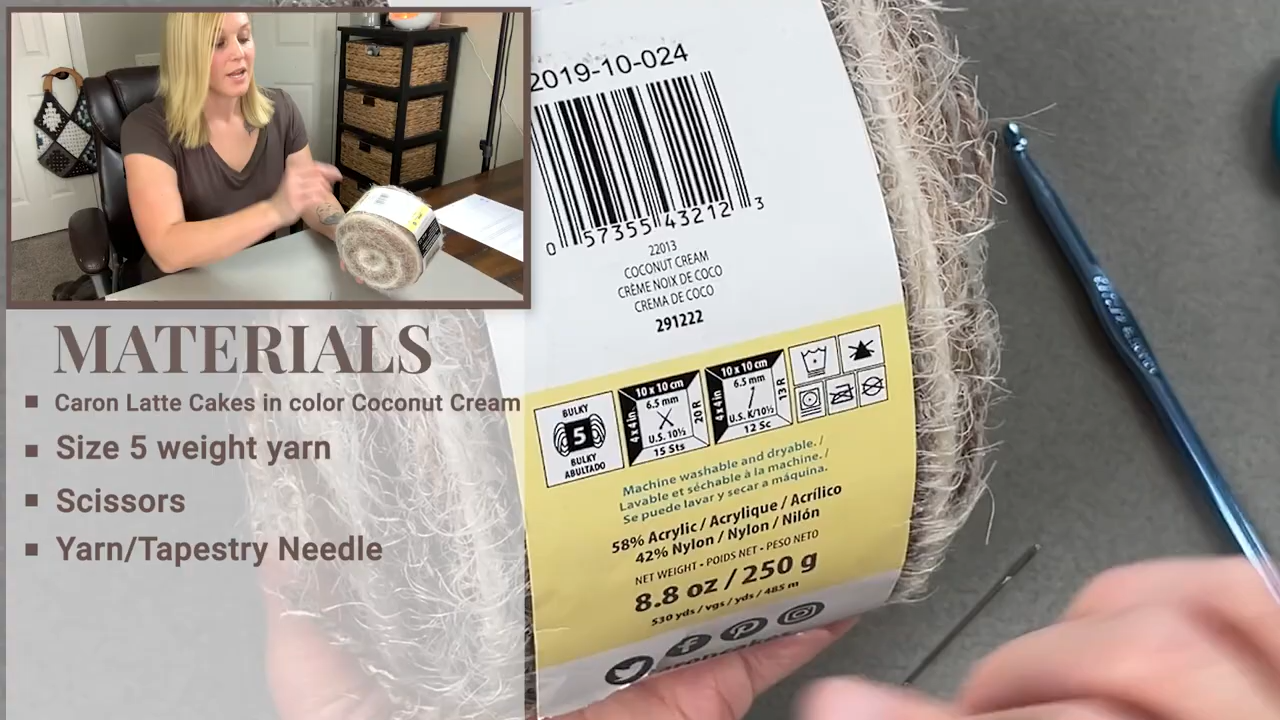 MATERIALS
Caron Latte Cakes in color Coconut Cream
Size 5 weight yarn
Scissors
Yarn/Tapestry Needle
2019-10-024
0 57355 43212 3
22013
COCONUT CREAM
CRÈME NOIX DE COCO
CREMA DE COCO
291222
BULKY
5
BULKY
ABULTADO
10 x 10 cm
4 x 4 in.
6.5 mm
20 R
U.S. 10½
15 Sts
10 x 10 cm
4 x 4 in.
6.5 mm
13 R
U.S. K/10½
12 Sc
Machine washable and dryable. /
Lavable et séchable à la machine. /
Se puede lavar y secar a máquina.
58% Acrylic / Acrylique / Acrílico
42% Nylon / Nylon / Nilón
NET WEIGHT • POIDS NET • PESO NETO
8.8 oz / 250 g
530 yds / vgs / yds / 485 m